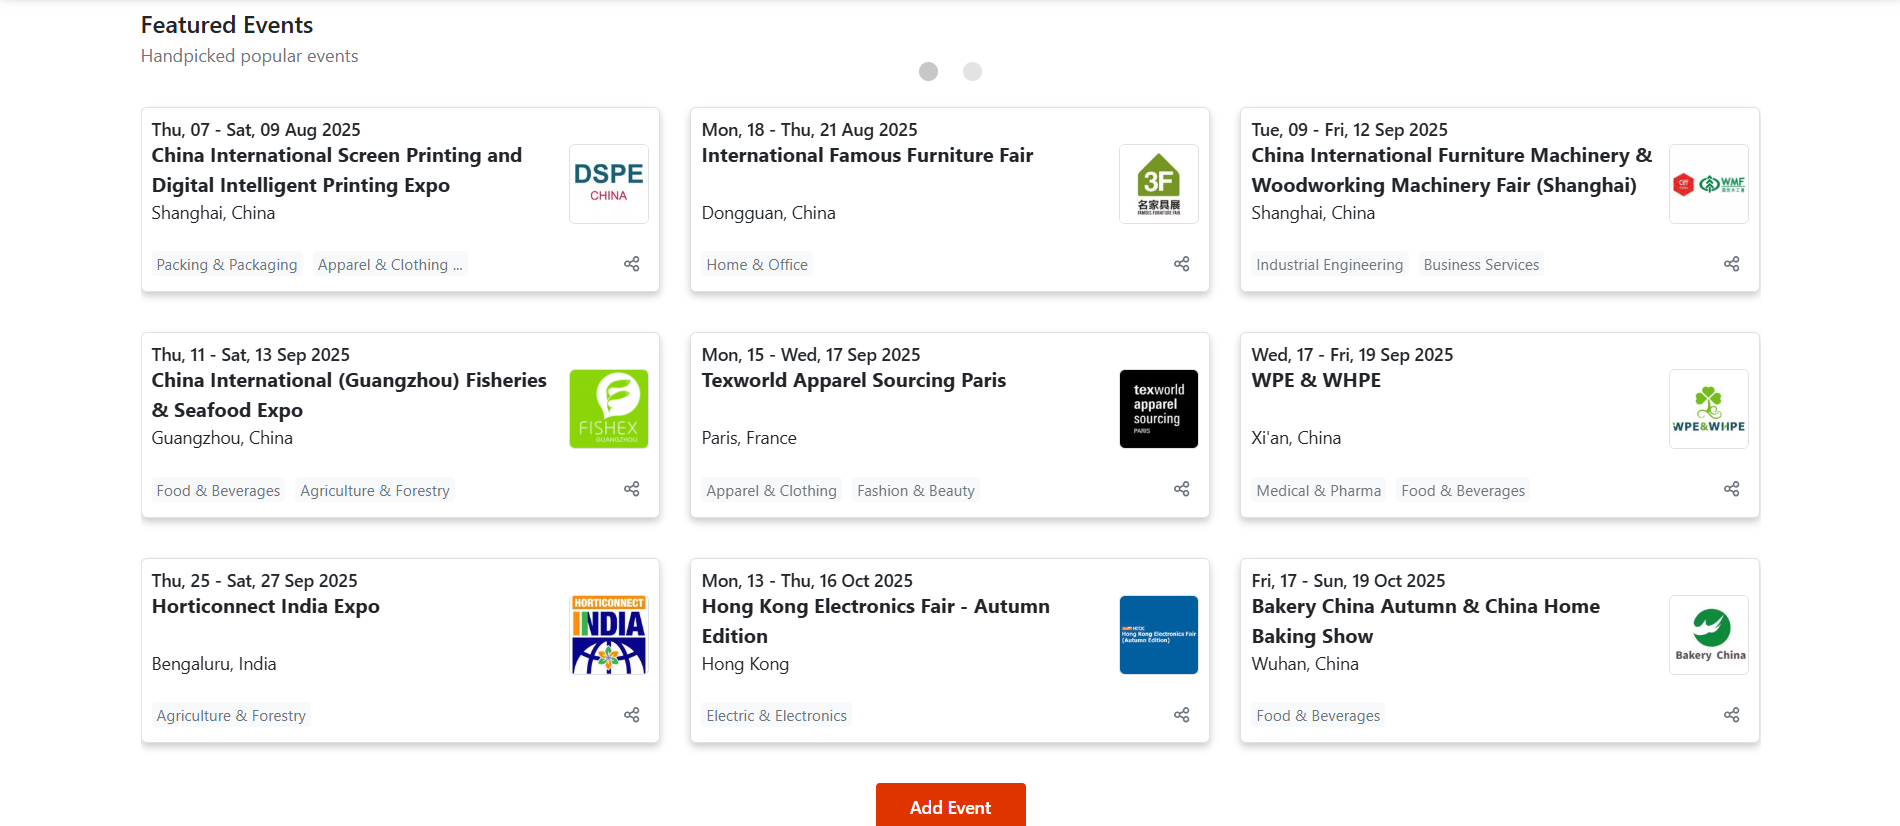 Featured Events
Handpicked popular events
Thu, 07 - Sat, 09 Aug 2025
China International Screen Printing and
Digital Intelligent Printing Expo
Shanghai, China
DSPE
CHINA
Packing & Packaging
Apparel & Clothing ...
Mon, 18 - Thu, 21 Aug 2025
International Famous Furniture Fair
Dongguan, China
3F
名家具展
FAMOUS FURNITURE FAIR
Home & Office
Tue, 09 - Fri, 12 Sep 2025
China International Furniture Machinery &
Woodworking Machinery Fair (Shanghai)
Shanghai, China
WMF
Industrial Engineering
Business Services
Thu, 11 - Sat, 13 Sep 2025
China International (Guangzhou) Fisheries
& Seafood Expo
Guangzhou, China
FISHEX
GUANGZHOU
Food & Beverages
Agriculture & Forestry
Mon, 15 - Wed, 17 Sep 2025
Texworld Apparel Sourcing Paris
Paris, France
texworld
apparel
sourcing
PARIS
Apparel & Clothing
Fashion & Beauty
Wed, 17 - Fri, 19 Sep 2025
WPE & WHPE
Xi'an, China
WPE&WHPE
Medical & Pharma
Food & Beverages
Thu, 25 - Sat, 27 Sep 2025
Horticonnect India Expo
Bengaluru, India
HORTICONNECT
INDIA
Agriculture & Forestry
Mon, 13 - Thu, 16 Oct 2025
Hong Kong Electronics Fair - Autumn
Edition
Hong Kong
Hong Kong Electronics Fair
(Autumn Edition)
Electric & Electronics
Fri, 17 - Sun, 19 Oct 2025
Bakery China Autumn & China Home
Baking Show
Wuhan, China
Bakery China
Food & Beverages
Add Event